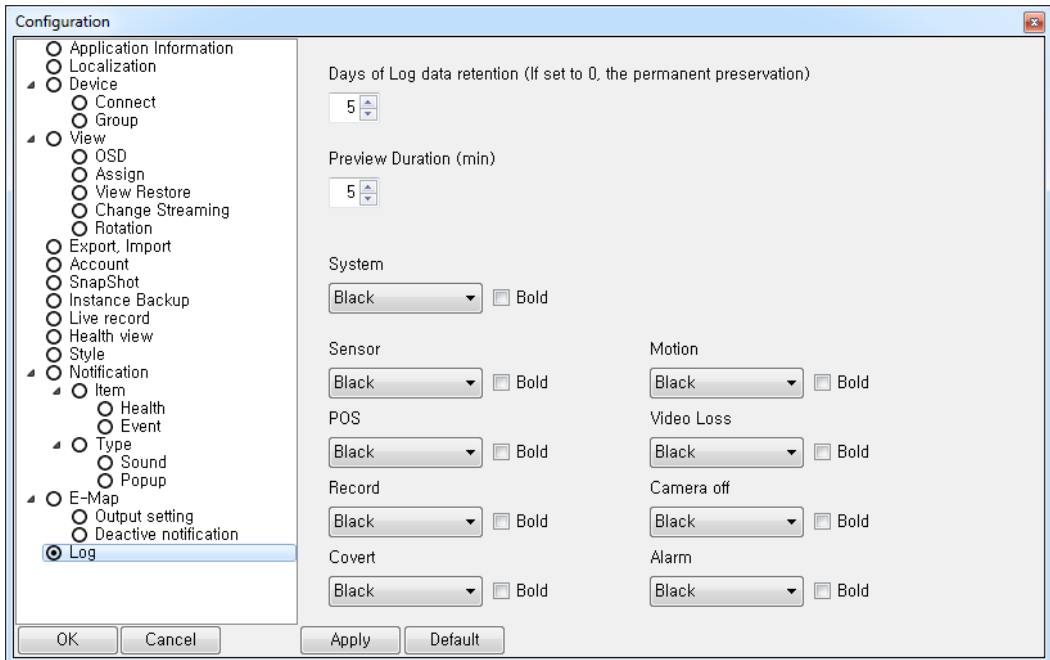 Configuration
Application Information
Localization
Device
Connect
Group
View
OSD
Assign
View Restore
Change Streaming
Rotation
Export, Import
Account
SnapShot
Instance Backup
Live record
Health view
Style
Notification
Item
Health
Event
Type
Sound
Popup
E-Map
Output setting
Deactive notification
Log
OK Cancel
Days of Log data retention (If set to 0, the permanent preservation)
5
Preview Duration (min)
5
System
Black Bold
Sensor Motion
Black Bold Black Bold
POS Video Loss
Black Bold Black Bold
Record Camera off
Black Bold Black Bold
Covert Alarm
Black Bold Black Bold
Apply Default